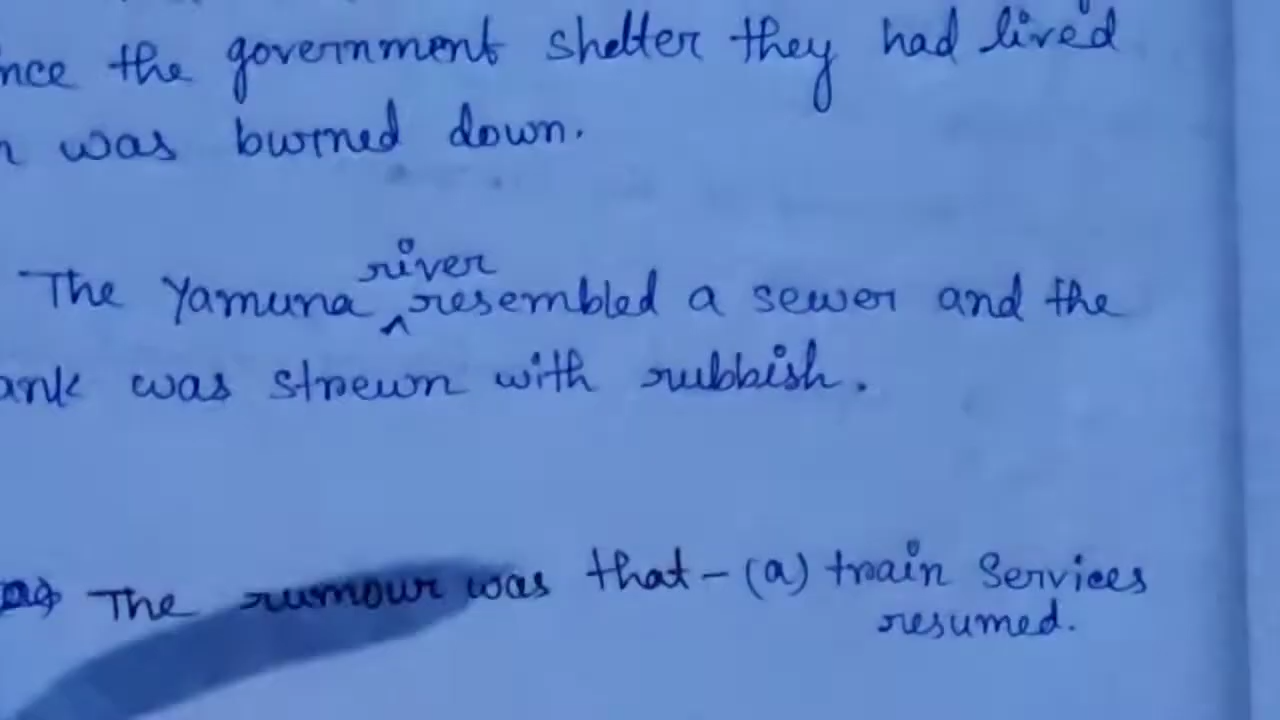 the government shelter they had lived
was burned down.
The Yamuna river resembled a sewer and the
was strewn with rubbish.
The rumour was that - (a) train Services
resumed.